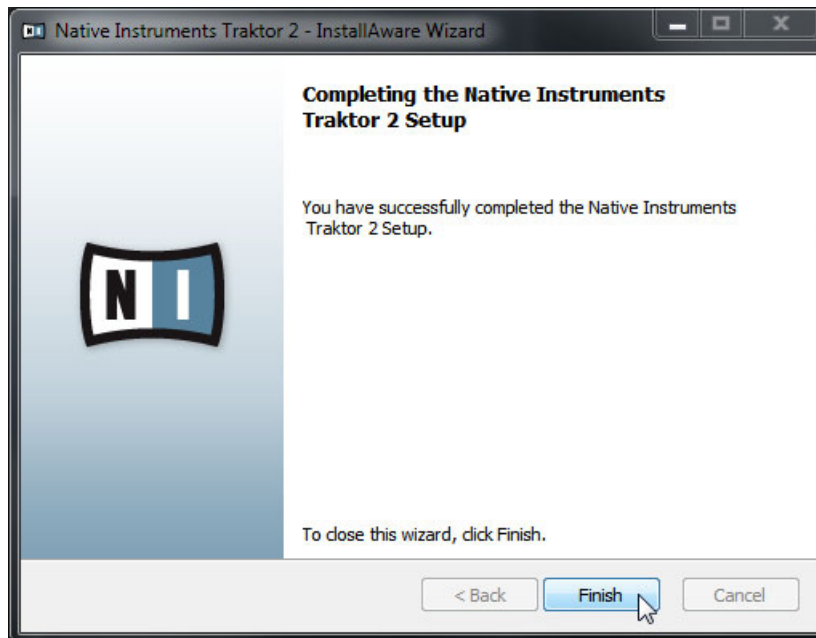 Native Instruments Traktor 2 - InstallAware Wizard
Completing the Native Instruments
Traktor 2 Setup
You have successfully completed the Native Instruments
Traktor 2 Setup.
NI
To close this wizard, click Finish.
< Back
Finish
Cancel